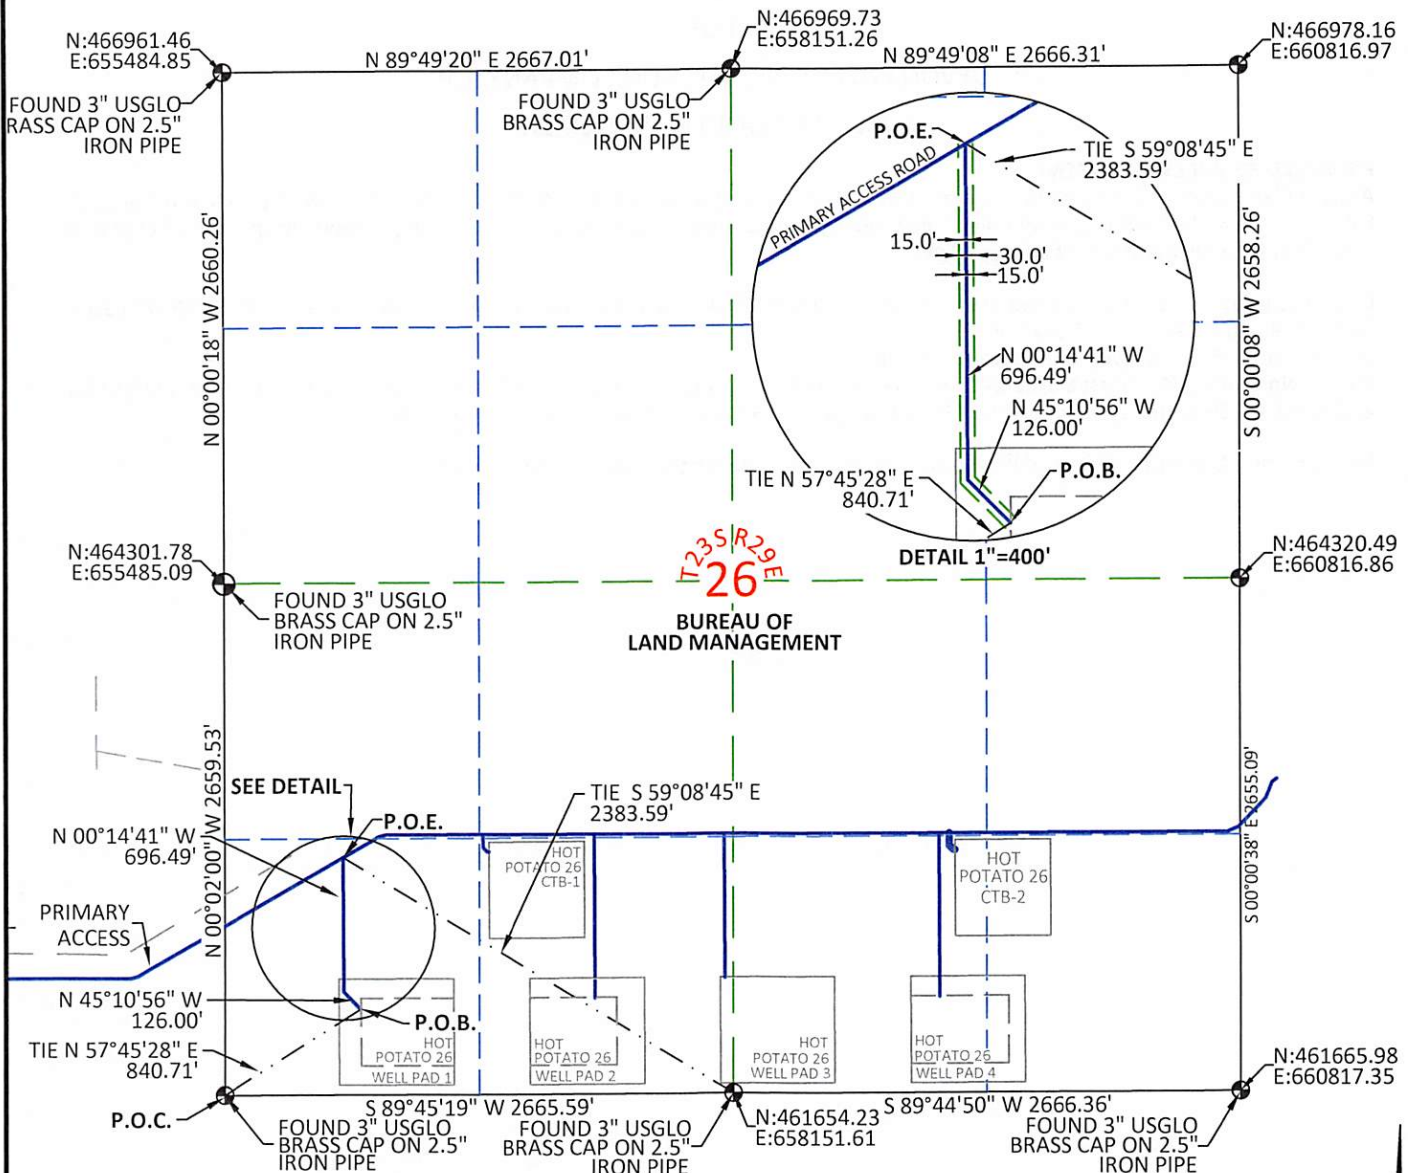 N:466961.46
E:655484.85
N 89°49'20" E 2667.01'
N:466969.73
E:658151.26
N 89°49'08" E 2666.31'
N:466978.16
E:660816.97
FOUND 3" USGLO
RASS CAP ON 2.5"
IRON PIPE
FOUND 3" USGLO
BRASS CAP ON 2.5"
IRON PIPE
P.O.E.
TIE S 59°08'45" E
2383.59'
PRIMARY ACCESS ROAD
15.0'
30.0'
15.0'
N 00°14'41" W
696.49'
N 45°10'56" W
126.00'
TIE N 57°45'28" E
840.71'
P.O.B.
DETAIL 1"=400'
N 00°00'18" W 2660.26'
S 00°00'08" W 2658.26'
N:464301.78
E:655485.09
FOUND 3" USGLO
BRASS CAP ON 2.5"
IRON PIPE
T23S R29E
26
BUREAU OF
LAND MANAGEMENT
N:464320.49
E:660816.86
N 00°02'00" W 2659.53'
S 00°00'38" E 2655.09'
SEE DETAIL
TIE S 59°08'45" E
2383.59'
P.O.E.
N 00°14'41" W
696.49'
PRIMARY
ACCESS
HOT
POTATO 26
CTB-1
HOT
POTATO 26
CTB-2
N 45°10'56" W
126.00'
P.O.B.
TIE N 57°45'28" E
840.71'
HOT
POTATO 26
WELL PAD 1
HOT
POTATO 26
WELL PAD 2
HOT
POTATO 26
WELL PAD 3
HOT
POTATO 26
WELL PAD 4
P.O.C.
S 89°45'19" W 2665.59'
S 89°44'50" W 2666.36'
N:461665.98
E:660817.35
FOUND 3" USGLO
BRASS CAP ON 2.5"
IRON PIPE
FOUND 3" USGLO
BRASS CAP ON 2.5"
IRON PIPE
N:461654.23
E:658151.61
FOUND 3" USGLO
BRASS CAP ON 2.5"
IRON PIPE